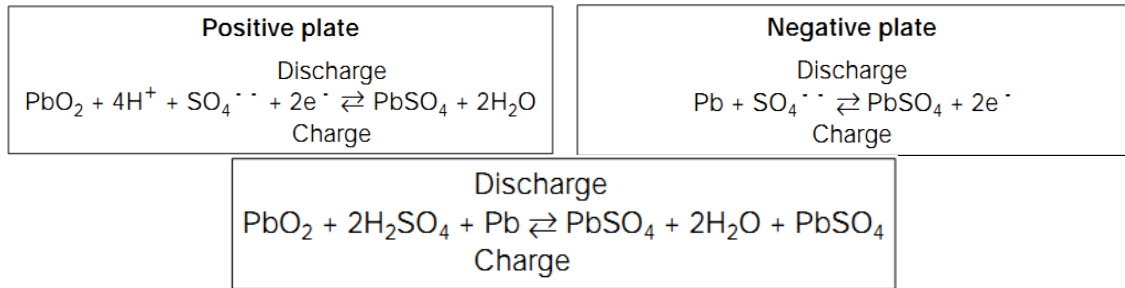 Positive plate
Discharge
PbO₂ + 4H⁺ + SO₄⁻⁻ + 2e⁻ ⇄ PbSO₄ + 2H₂O
Charge
Negative plate
Discharge
Pb + SO₄⁻⁻ ⇄ PbSO₄ + 2e⁻
Charge
Discharge
PbO₂ + 2H₂SO₄ + Pb ⇄ PbSO₄ + 2H₂O + PbSO₄
Charge